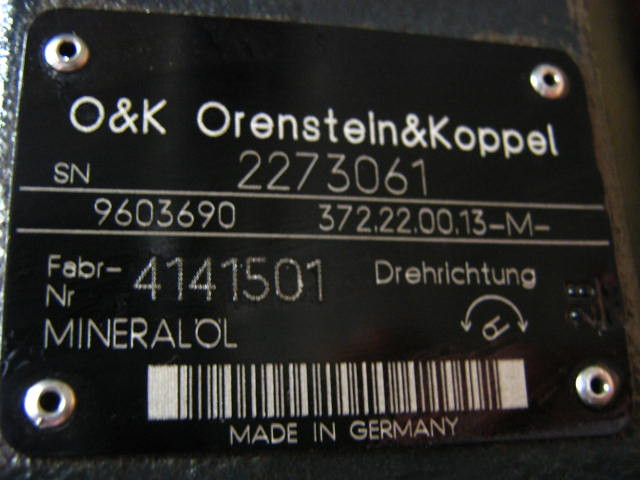 O&K Orenstein&Koppel
SN 2273061
9603690 372.22.00.13-M-
Fabr-Nr 4141501 Drehrichtung
MINERALÖL
MADE IN GERMANY